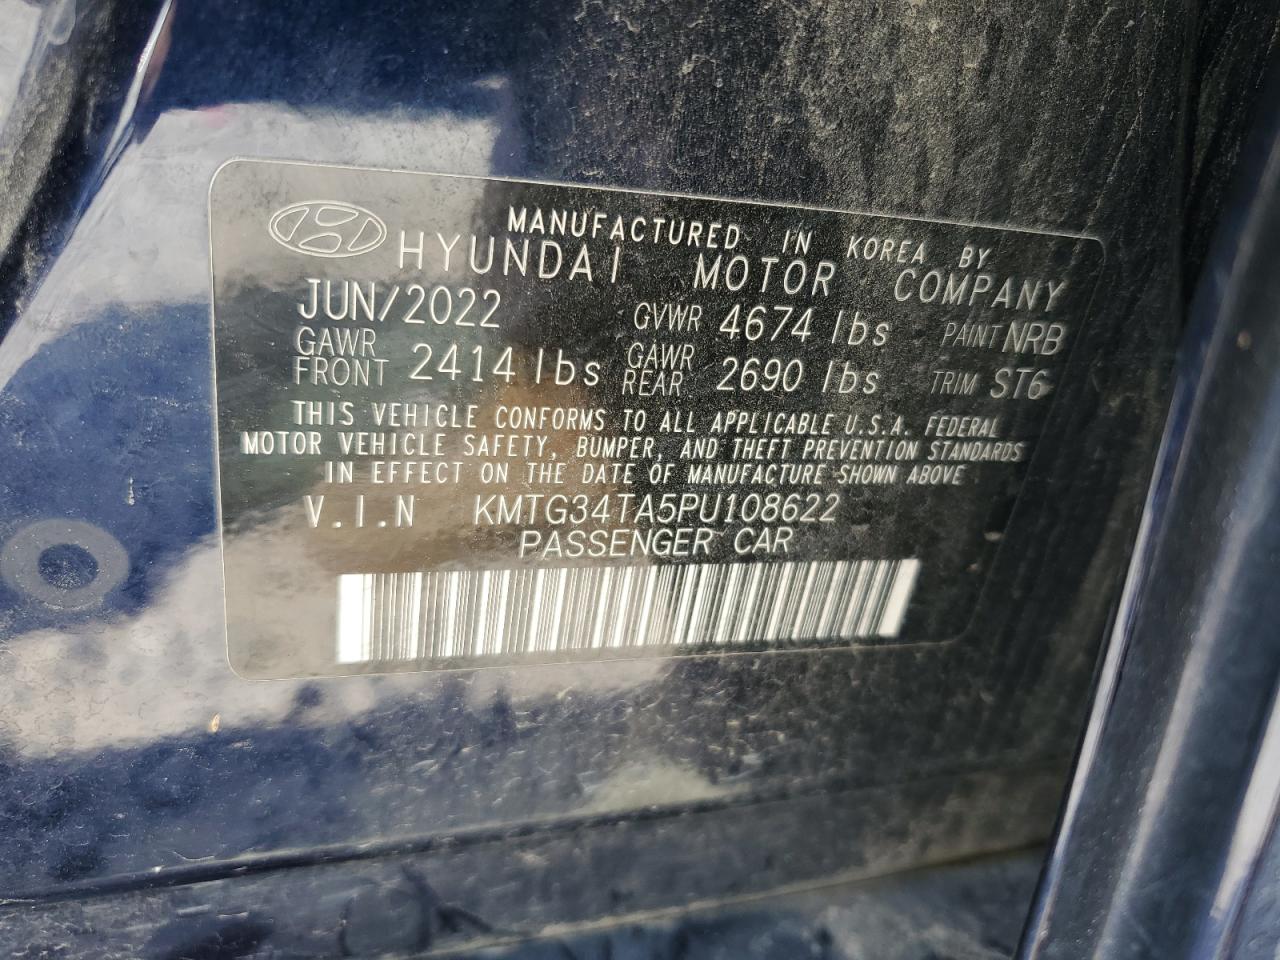 MANUFACTURED IN KOREA BY
HYUNDAI MOTOR COMPANY
JUN/2022 GVWR 4674 lbs PAINT NRB
GAWR FRONT 2414 lbs GAWR REAR 2690 lbs TRIM ST6
THIS VEHICLE CONFORMS TO ALL APPLICABLE U.S.A. FEDERAL
MOTOR VEHICLE SAFETY, BUMPER, AND THEFT PREVENTION STANDARDS
IN EFFECT ON THE DATE OF MANUFACTURE SHOWN ABOVE
V.I.N KMTG34TA5PU108622
PASSENGER CAR